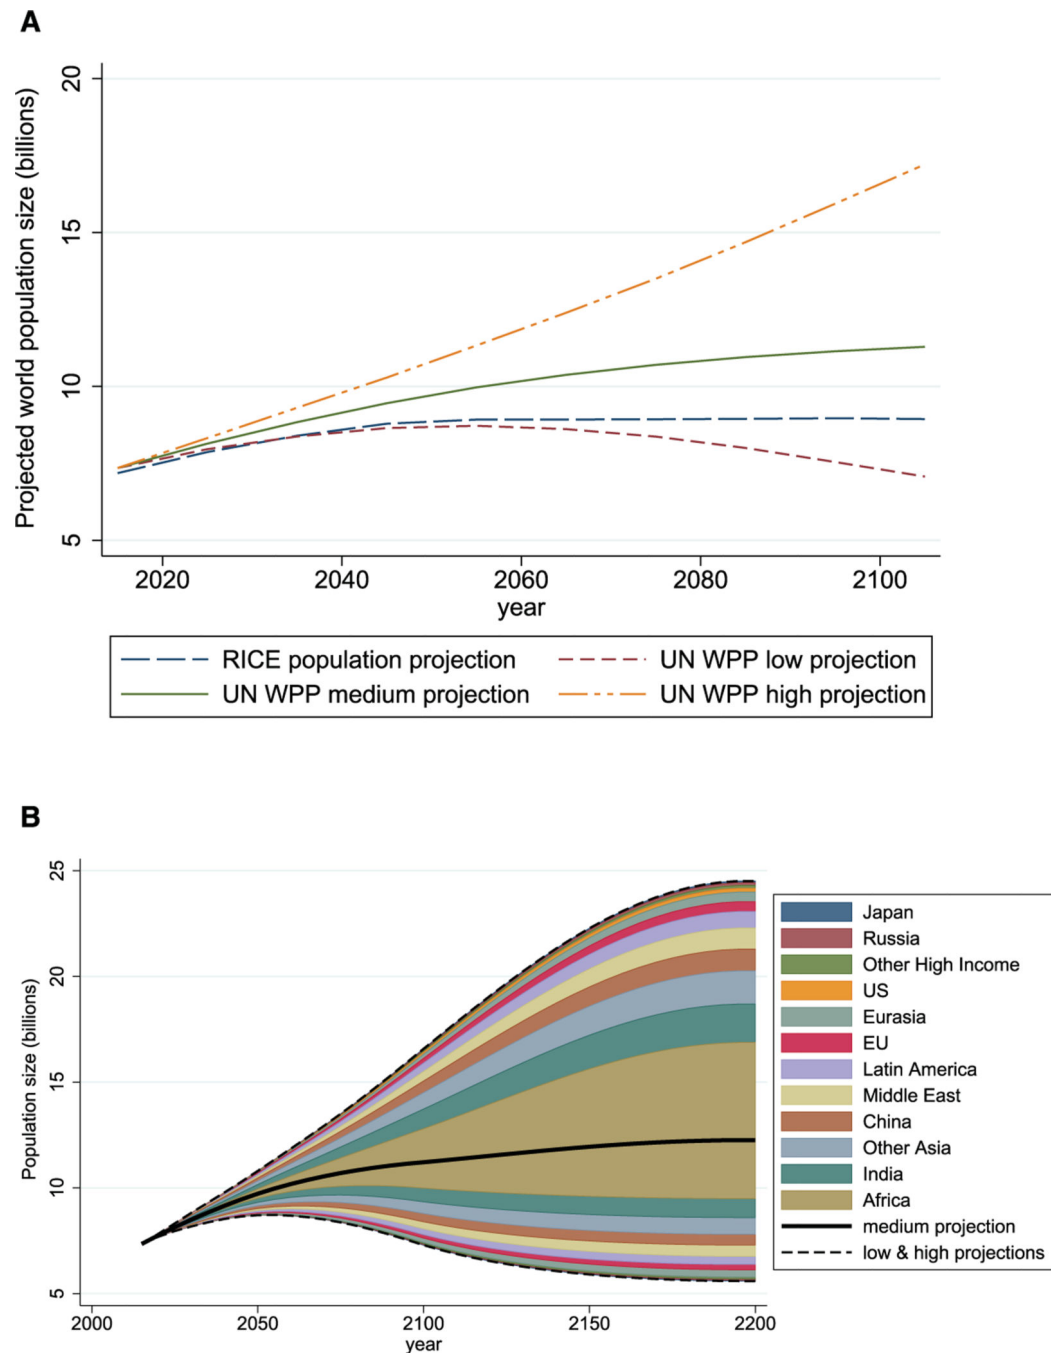 A
Projected world population size (billions)
20
15
10
5
2020 2040 2060 2080 2100
year
RICE population projection UN WPP low projection
UN WPP medium projection UN WPP high projection
B
Population size (billions)
25
20
15
10
5
2000 2050 2100 2150 2200
year
Japan
Russia
Other High Income
US
Eurasia
EU
Latin America
Middle East
China
Other Asia
India
Africa
medium projection
low & high projections